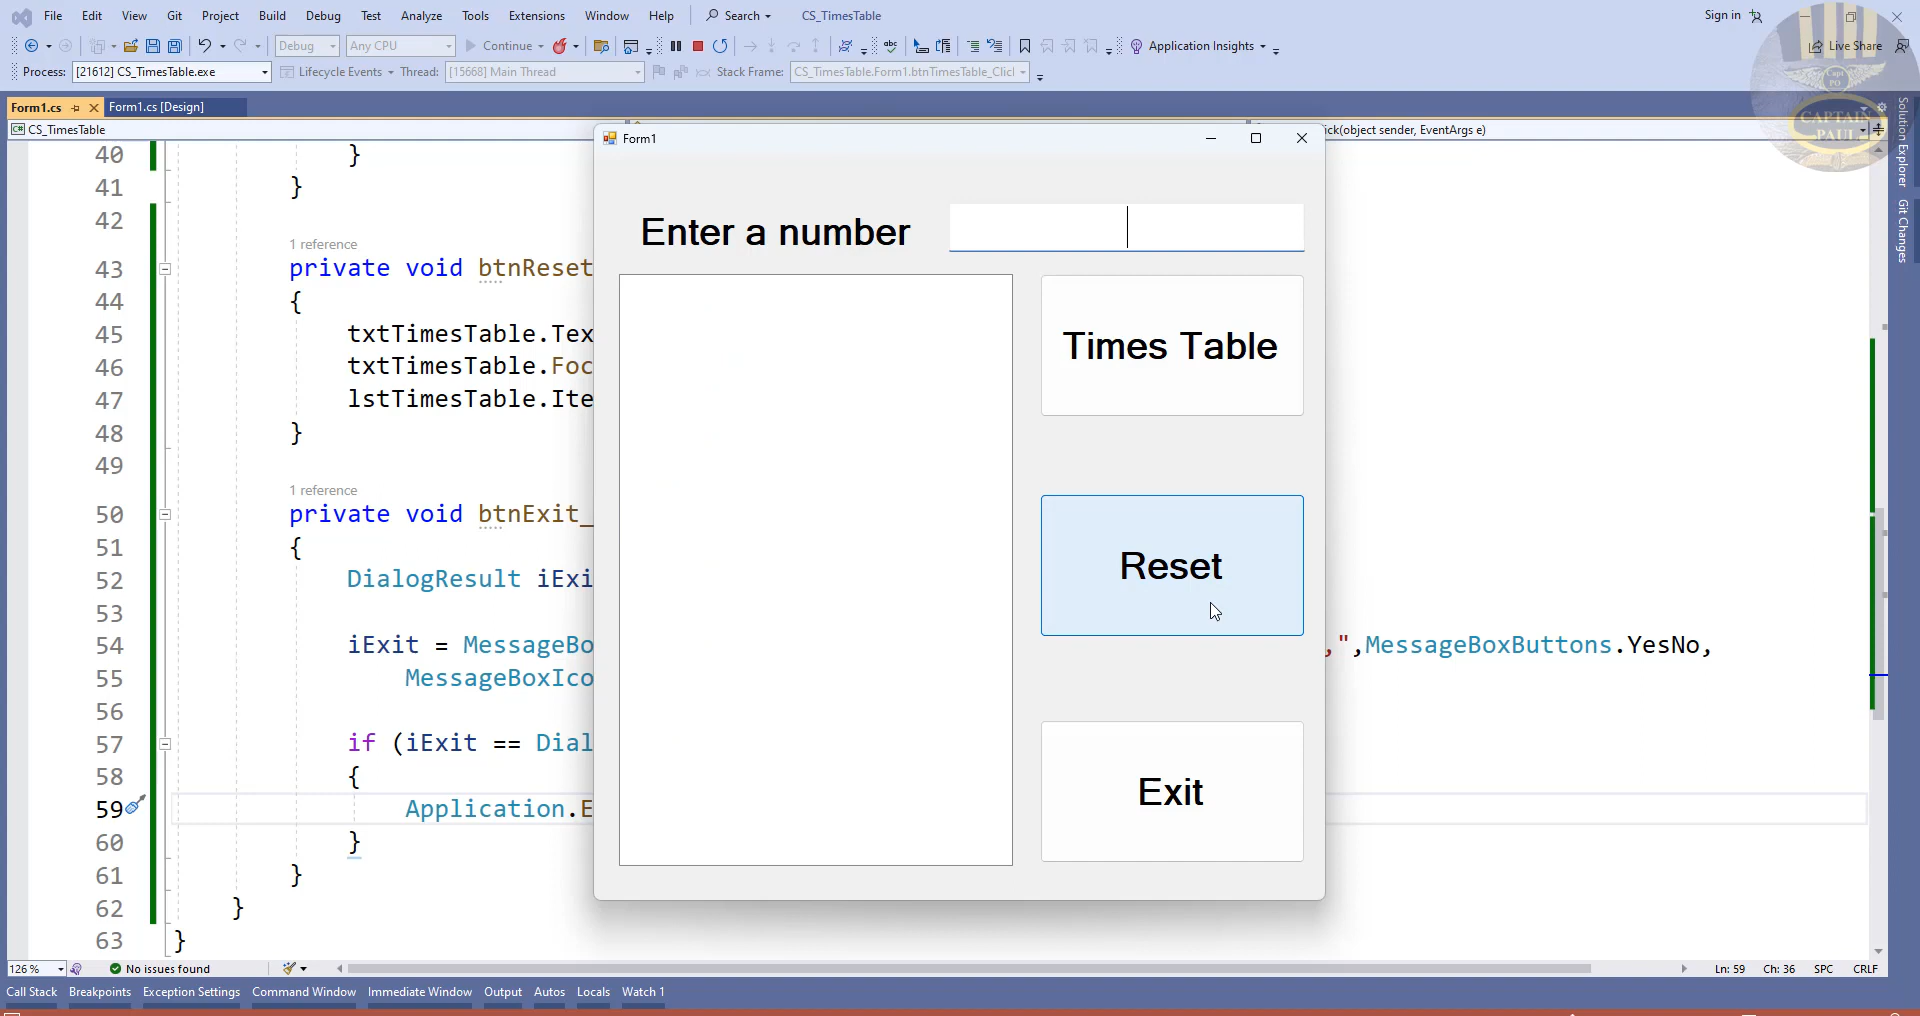 File Edit View Git Project Build Debug Test Analyze Tools Extensions Window Help Search CS_TimesTable Sign in
Debug Any CPU Continue Application Insights Live Share
Process: [21612] CS_TimesTable.exe Lifecycle Events Thread: [15668] Main Thread Stack Frame: CS_TimesTable.Form1.btnTimesTable_Clicl
Form1.cs Form1.cs [Design]
CS_TimesTable ick(object sender, EventArgs e)
Solution Explorer
Git Changes
Capt
PO
CAPTAIN
PAUL
Form1
Enter a number
Times Table
Reset
Exit
40 }
41 }
42
1 reference
43 private void btnReset
44 {
45 txtTimesTable.Tex
46 txtTimesTable.Foc
47 lstTimesTable.Ite
48 }
49
1 reference
50 private void btnExit_
51 {
52 DialogResult iExi
53
54 iExit = MessageBo ,",MessageBoxButtons.YesNo,
55 MessageBoxIco
56
57 if (iExit == Dial
58 {
59 Application.E
60 }
61 }
62 }
63 }
126 % No issues found Ln: 59 Ch: 36 SPC CRLF
Call Stack Breakpoints Exception Settings Command Window Immediate Window Output Autos Locals Watch 1